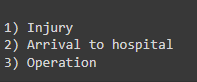 1) Injury
2) Arrival to hospital
3) Operation